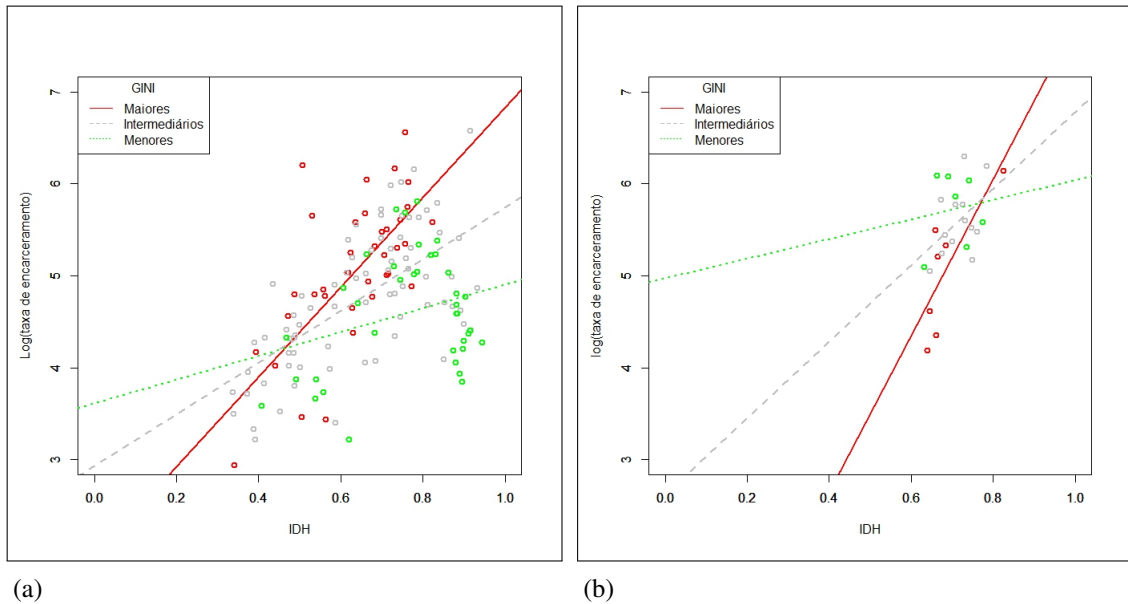 GINI
Maiores
Intermediários
Menores
Log(taxa de encarceramento)
7
6
5
4
3
0.0 0.2 0.4 0.6 0.8 1.0
IDH
(a)
GINI
Maiores
Intermediários
Menores
log(taxa de encarceramento)
7
6
5
4
3
0.0 0.2 0.4 0.6 0.8 1.0
IDH
(b)